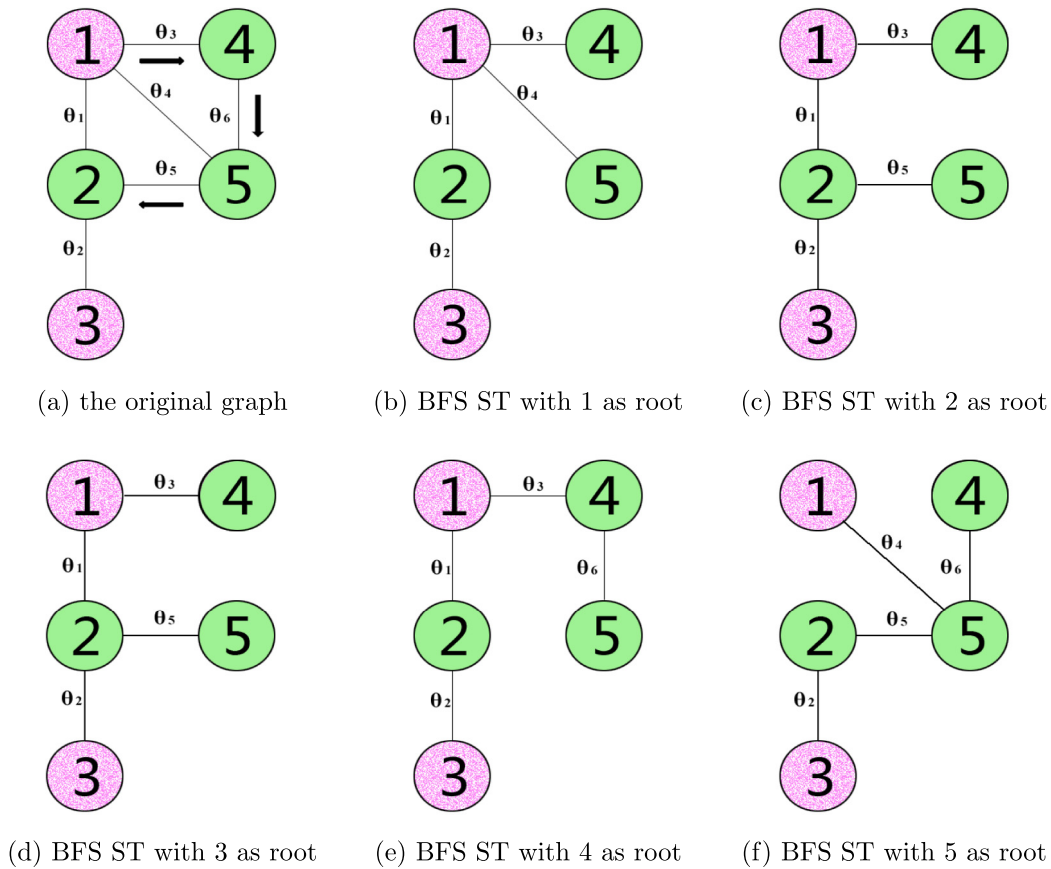 1 θ₃ 4
θ₁ θ₄ θ₆
2 θ₅ 5
θ₂
3
(a) the original graph
1 θ₃ 4
θ₁ θ₄
2 5
θ₂
3
(b) BFS ST with 1 as root
1 θ₃ 4
θ₁
2 θ₅ 5
θ₂
3
(c) BFS ST with 2 as root
1 θ₃ 4
θ₁
2 θ₅ 5
θ₂
3
(d) BFS ST with 3 as root
1 θ₃ 4
θ₁ θ₆
2 5
θ₂
3
(e) BFS ST with 4 as root
1 4
θ₄ θ₆
2 θ₅ 5
θ₂
3
(f) BFS ST with 5 as root